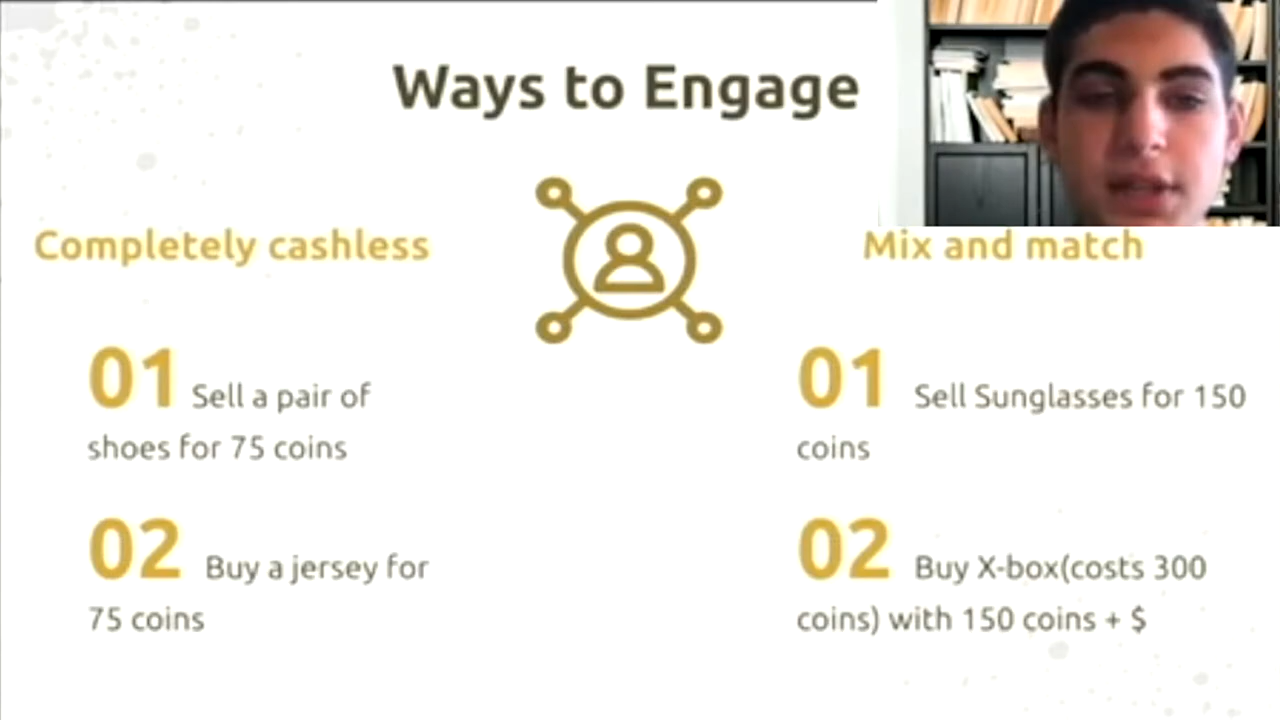 Ways to Engage
Completely cashless
01 Sell a pair of
shoes for 75 coins
02 Buy a jersey for
75 coins
Mix and match
01 Sell Sunglasses for 150
coins
02 Buy X-box(costs 300
coins) with 150 coins + $